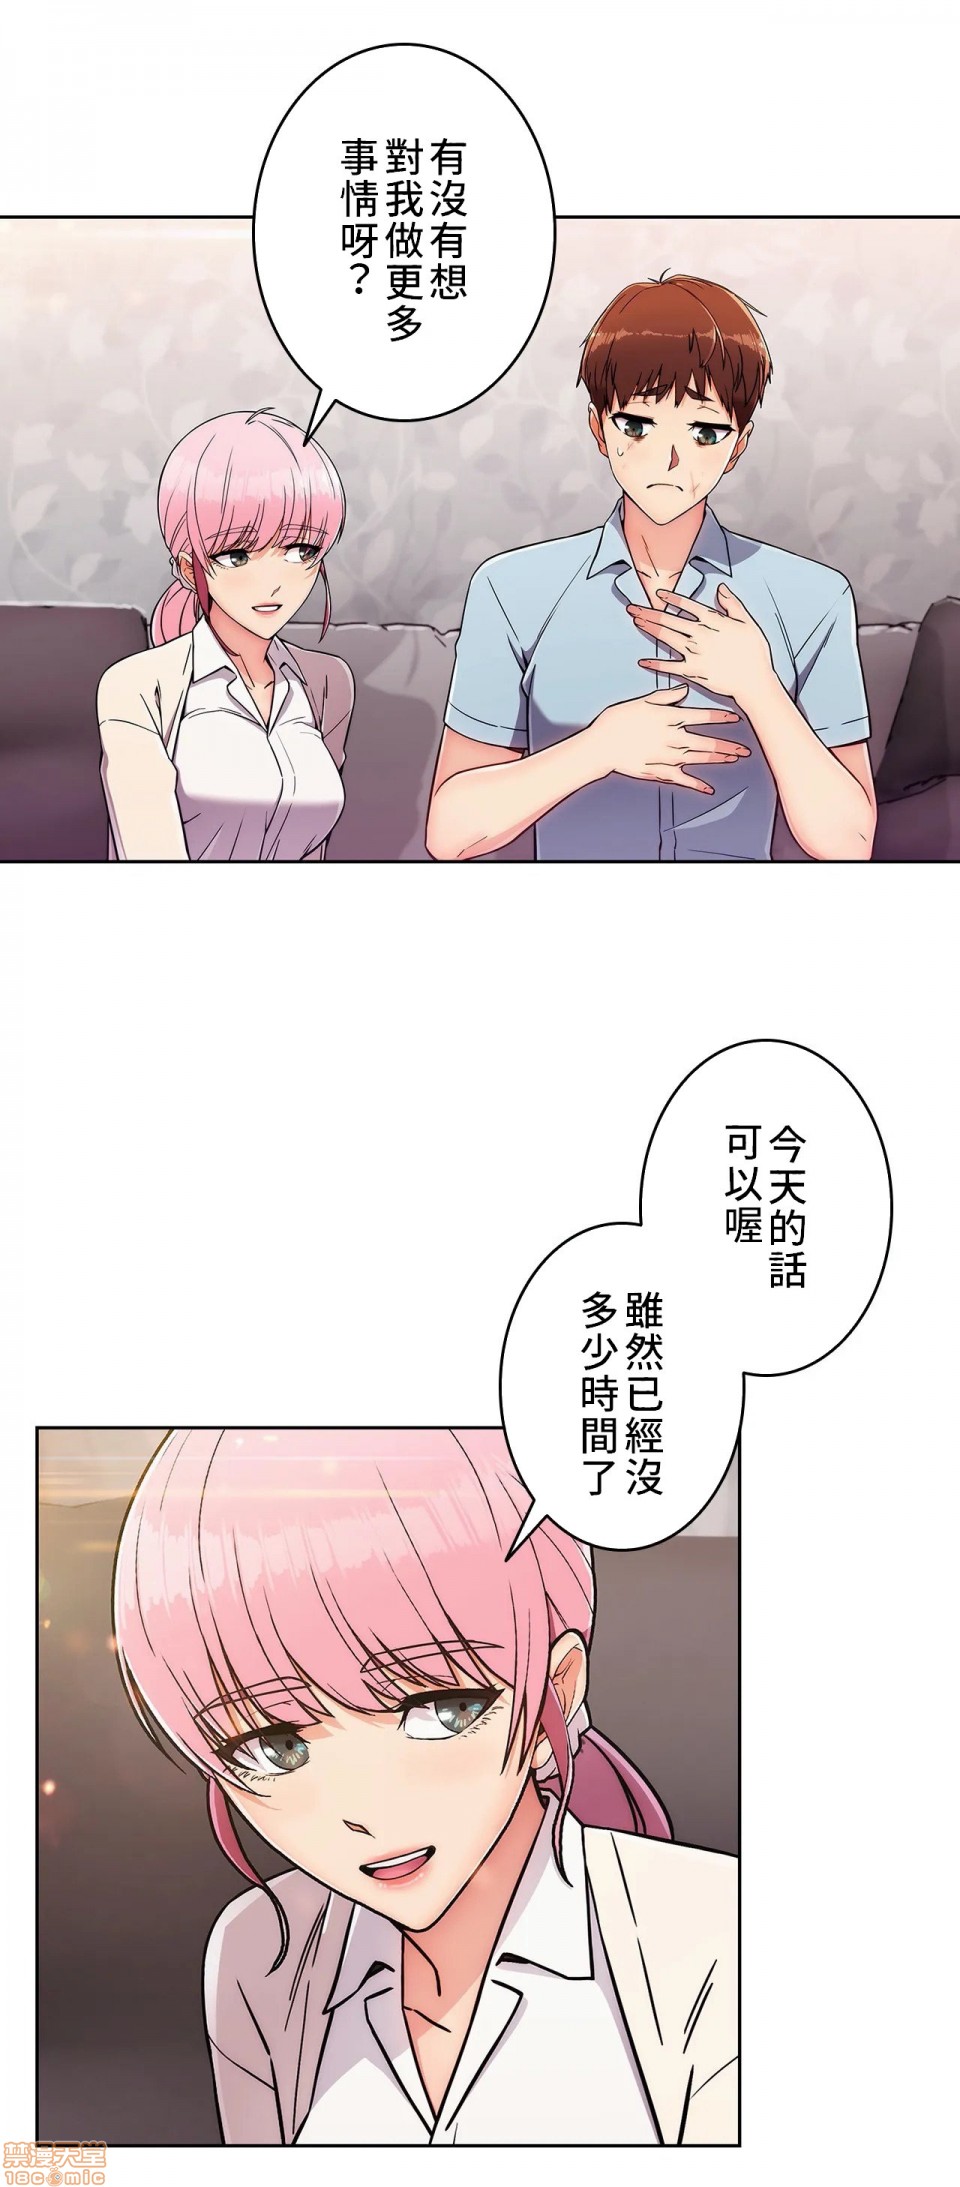 有沒有想
對我做更多
事情呀？
今天的話
可以喔
雖然已經沒
多少時間了
禁漫天堂
18comic